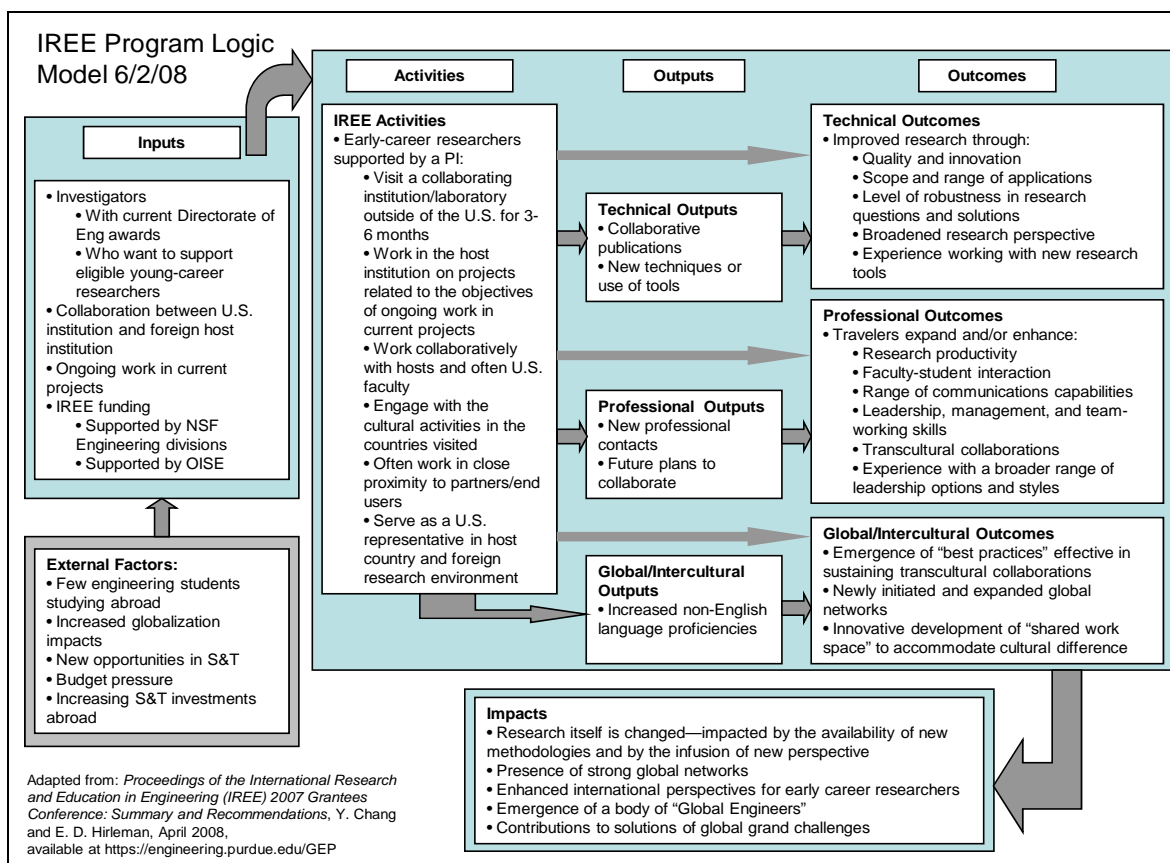 IREE Program Logic
Model 6/2/08
Inputs
• Investigators
• With current Directorate of
Eng awards
• Who want to support
eligible young-career
researchers
• Collaboration between U.S.
institution and foreign host
institution
• Ongoing work in current
projects
• IREE funding
• Supported by NSF
Engineering divisions
• Supported by OISE
External Factors:
• Few engineering students
studying abroad
• Increased globalization
impacts
• New opportunities in S&T
• Budget pressure
• Increasing S&T investments
abroad
Activities
IREE Activities
• Early-career researchers
supported by a PI:
• Visit a collaborating
institution/laboratory
outside of the U.S. for 3-
6 months
• Work in the host
institution on projects
related to the objectives
of ongoing work in
current projects
• Work collaboratively
with hosts and often U.S.
faculty
• Engage with the
cultural activities in the
countries visited
• Often work in close
proximity to partners/end
users
• Serve as a U.S.
representative in host
country and foreign
research environment
Outputs
Technical Outputs
• Collaborative
publications
• New techniques or
use of tools
Professional Outputs
• New professional
contacts
• Future plans to
collaborate
Global/Intercultural
Outputs
• Increased non-English
language proficiencies
Outcomes
Technical Outcomes
• Improved research through:
• Quality and innovation
• Scope and range of applications
• Level of robustness in research
questions and solutions
• Broadened research perspective
• Experience working with new research
tools
Professional Outcomes
• Travelers expand and/or enhance:
• Research productivity
• Faculty-student interaction
• Range of communications capabilities
• Leadership, management, and team-
working skills
• Transcultural collaborations
• Experience with a broader range of
leadership options and styles
Global/Intercultural Outcomes
• Emergence of “best practices” effective in
sustaining transcultural collaborations
• Newly initiated and expanded global
networks
• Innovative development of “shared work
space” to accommodate cultural difference
Impacts
• Research itself is changed—impacted by the availability of new
methodologies and by the infusion of new perspective
• Presence of strong global networks
• Enhanced international perspectives for early career researchers
• Emergence of a body of “Global Engineers”
• Contributions to solutions of global grand challenges
Adapted from: Proceedings of the International Research
and Education in Engineering (IREE) 2007 Grantees
Conference: Summary and Recommendations, Y. Chang
and E. D. Hirleman, April 2008,
available at https://engineering.purdue.edu/GEP